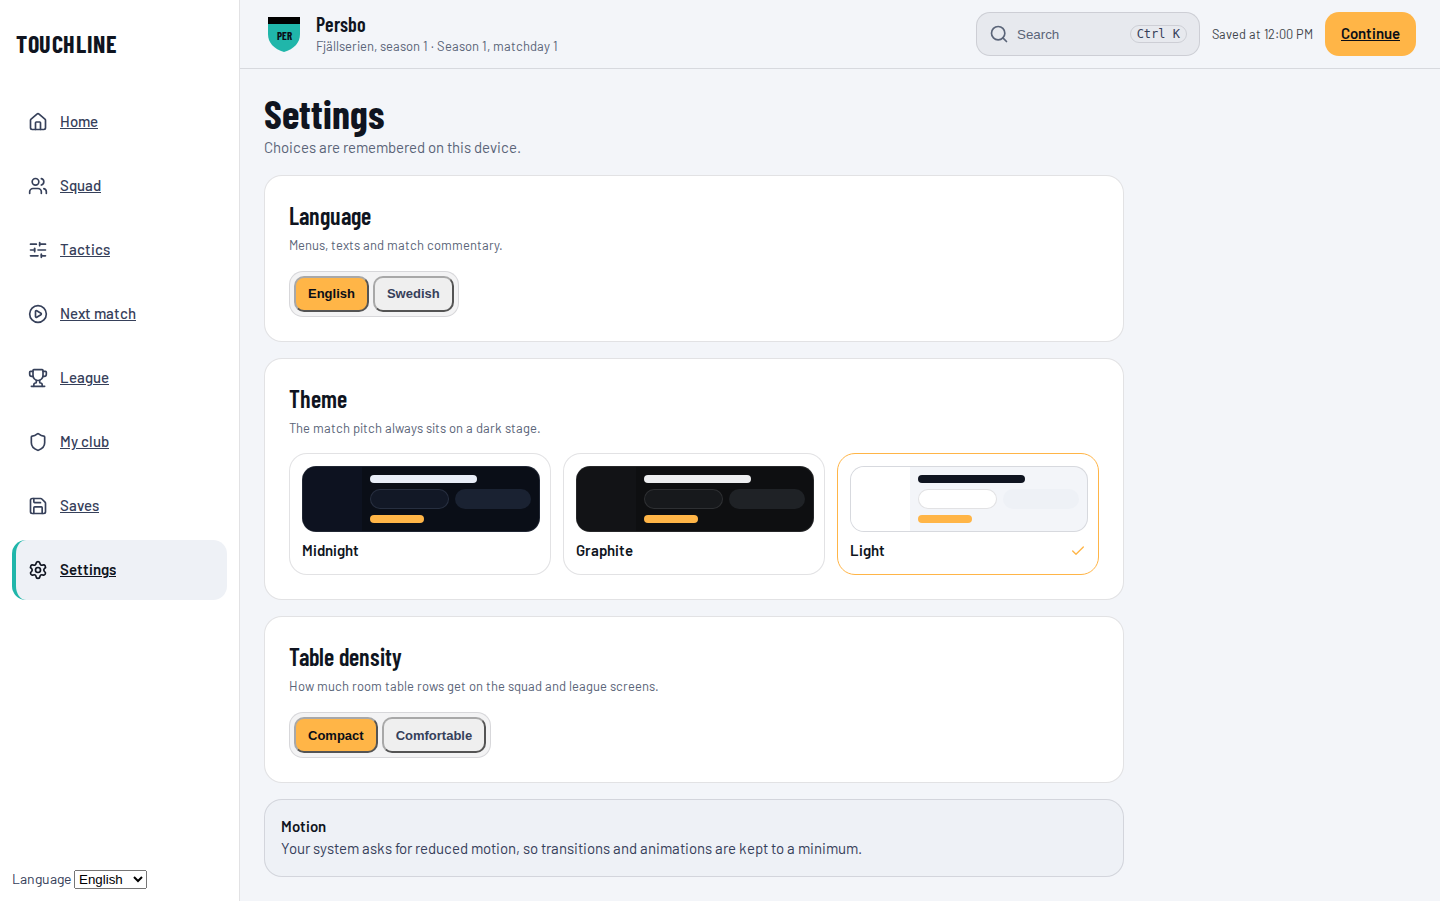 TOUCHLINE
Home
Squad
Tactics
Next match
League
My club
Saves
Settings
Language English
PER
Persbo
Fjällserien, season 1 · Season 1, matchday 1
Search Ctrl K
Saved at 12:00 PM
Continue
Settings
Choices are remembered on this device.
Language
Menus, texts and match commentary.
English Swedish
Theme
The match pitch always sits on a dark stage.
Midnight Graphite Light
Table density
How much room table rows get on the squad and league screens.
Compact Comfortable
Motion
Your system asks for reduced motion, so transitions and animations are kept to a minimum.